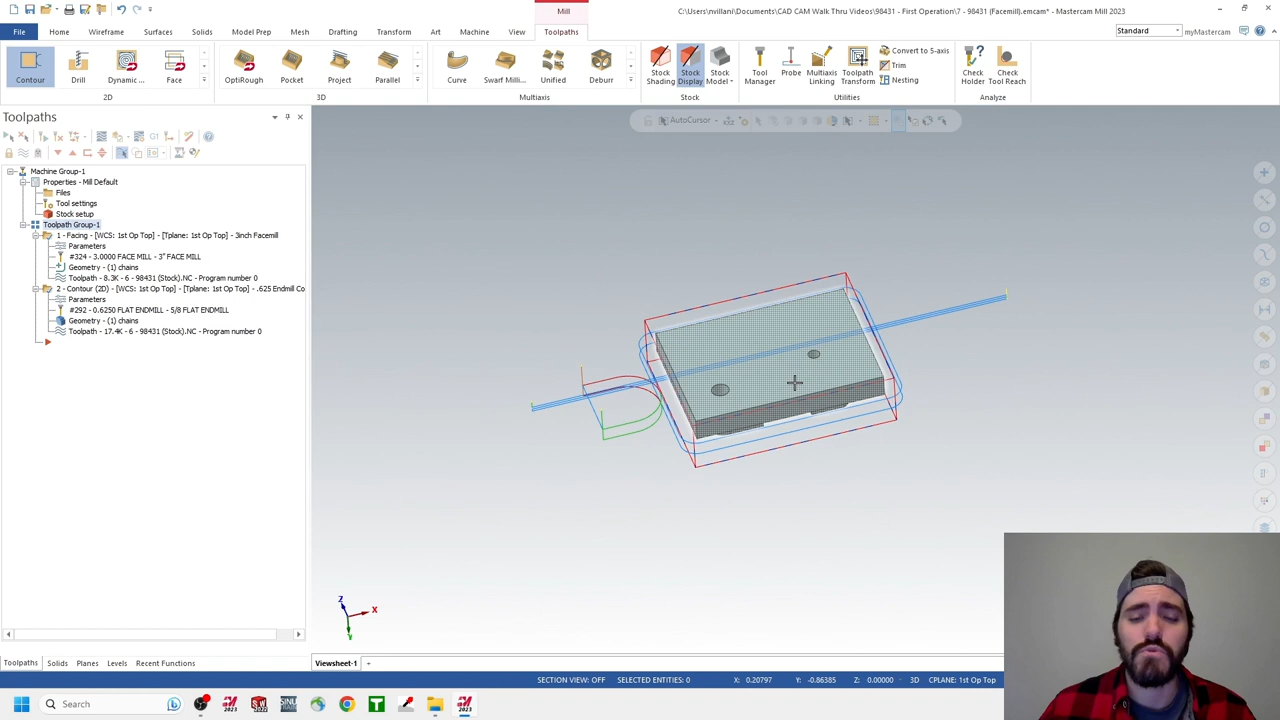 Mill
C:\Users\nvillani\Documents\CAD CAM Walk Thru Videos\98431 - First Operation\7 - 98431 (Facemill).emcam* - Mastercam Mill 2023
File Home Wireframe Surfaces Solids Model Prep Mesh Drafting Transform Art Machine View Toolpaths
Standard myMastercam
Contour Drill Dynamic ... Face OptiRough Pocket Project Parallel Curve Swarf Milli... Unified Deburr Stock Shading Stock Display Stock Model Tool Manager Probe Multiaxis Linking Toolpath Transform Convert to 5-axis Trim Nesting Check Holder Check Tool Reach
2D 3D Multiaxis Stock Utilities Analyze
Toolpaths
AutoCursor
G1
Machine Group-1
Properties - Mill Default
Files
Tool settings
Stock setup
Toolpath Group-1
1 - Facing - [WCS: 1st Op Top] - [Tplane: 1st Op Top] - 3inch Facemill
Parameters
#324 - 3.0000 FACE MILL - 3" FACE MILL
Geometry - (1) chains
Toolpath - 8.3K - 6 - 98431 (Stock).NC - Program number 0
2 - Contour (2D) - [WCS: 1st Op Top] - [Tplane: 1st Op Top] - .625 Endmill Co
Parameters
#292 - 0.6250 FLAT ENDMILL - 5/8 FLAT ENDMILL
Geometry - (1) chains
Toolpath - 17.4K - 6 - 98431 (Stock).NC - Program number 0
Z
X
Y
Toolpaths Solids Planes Levels Recent Functions
Viewsheet-1 +
SECTION VIEW: OFF SELECTED ENTITIES: 0 X: 0.20797 Y: -0.86385 Z: 0.00000 3D CPLANE: 1st Op Top
Search